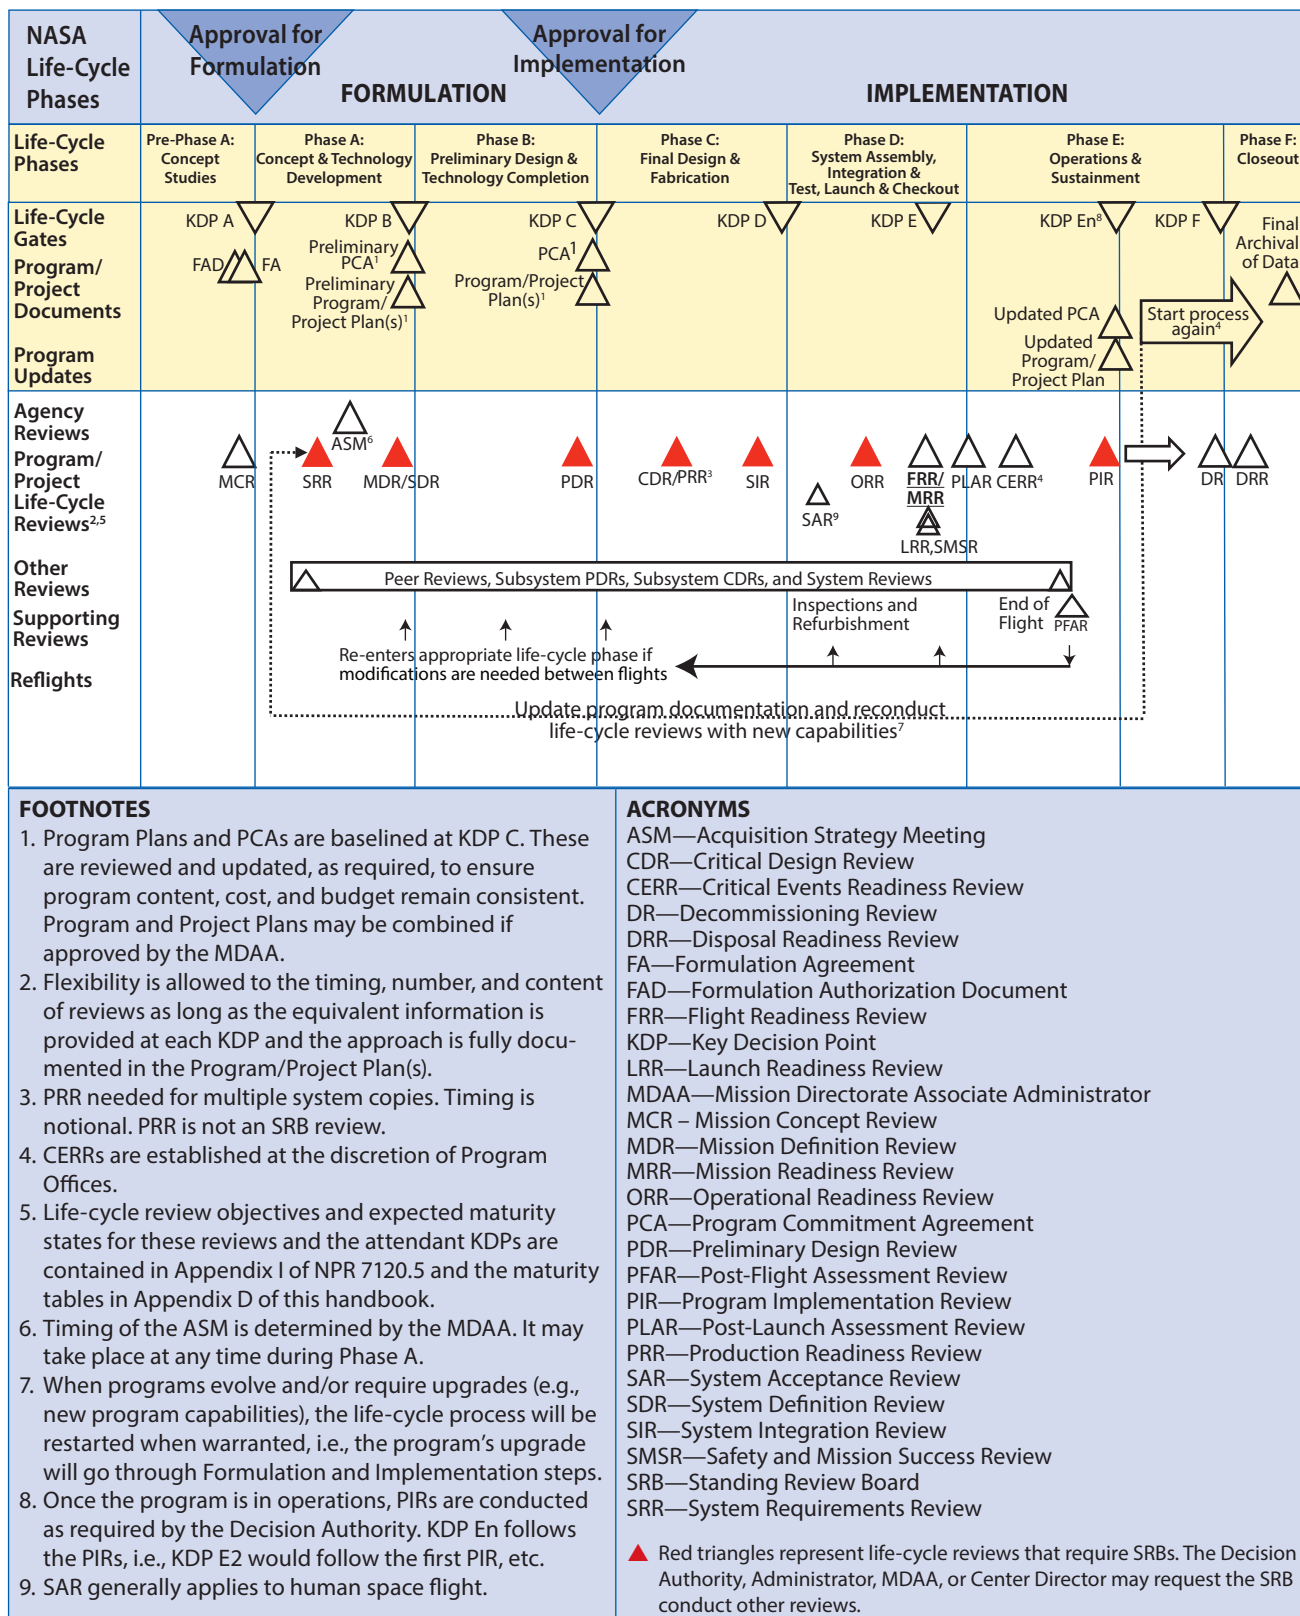 NASA
Life-Cycle
Phases
Approval for
Formulation
FORMULATION
Approval for
Implementation
IMPLEMENTATION
Life-Cycle
Phases
Pre-Phase A:
Concept
Studies
Phase A:
Concept & Technology
Development
Phase B:
Preliminary Design &
Technology Completion
Phase C:
Final Design &
Fabrication
Phase D:
System Assembly,
Integration &
Test, Launch & Checkout
Phase E:
Operations &
Sustainment
Phase F:
Closeout
Life-Cycle
Gates
KDP A
KDP B
KDP C
KDP D
KDP E
KDP En⁸
KDP F
Program/
Project
Documents
FAD
FA
Preliminary
PCA¹
Preliminary
Program/
Project Plan(s)¹
PCA¹
Program/Project
Plan(s)¹
Final
Archival
of Data
Program
Updates
Updated PCA
Updated
Program/
Project Plan
Start process
again⁴
Agency
Reviews
ASM⁶
Program/
Project
Life-Cycle
Reviews²,⁵
MCR
SRR
MDR/SDR
PDR
CDR/PRR³
SIR
SAR⁹
ORR
FRR/
MRR
LRR,SMSR
PLAR
CERR⁴
PIR
DR
DRR
Other
Reviews
Peer Reviews, Subsystem PDRs, Subsystem CDRs, and System Reviews
Supporting
Reviews
Inspections and
Refurbishment
End of
Flight
PFAR
Reflights
Re-enters appropriate life-cycle phase if
modifications are needed between flights
Update program documentation and reconduct
life-cycle reviews with new capabilities⁷
FOOTNOTES
1. Program Plans and PCAs are baselined at KDP C. These
are reviewed and updated, as required, to ensure
program content, cost, and budget remain consistent.
Program and Project Plans may be combined if
approved by the MDAA.
2. Flexibility is allowed to the timing, number, and content
of reviews as long as the equivalent information is
provided at each KDP and the approach is fully docu-
mented in the Program/Project Plan(s).
3. PRR needed for multiple system copies. Timing is
notional. PRR is not an SRB review.
4. CERRs are established at the discretion of Program
Offices.
5. Life-cycle review objectives and expected maturity
states for these reviews and the attendant KDPs are
contained in Appendix I of NPR 7120.5 and the maturity
tables in Appendix D of this handbook.
6. Timing of the ASM is determined by the MDAA. It may
take place at any time during Phase A.
7. When programs evolve and/or require upgrades (e.g.,
new program capabilities), the life-cycle process will be
restarted when warranted, i.e., the program's upgrade
will go through Formulation and Implementation steps.
8. Once the program is in operations, PIRs are conducted
as required by the Decision Authority. KDP En follows
the PIRs, i.e., KDP E2 would follow the first PIR, etc.
9. SAR generally applies to human space flight.
ACRONYMS
ASM—Acquisition Strategy Meeting
CDR—Critical Design Review
CERR—Critical Events Readiness Review
DR—Decommissioning Review
DRR—Disposal Readiness Review
FA—Formulation Agreement
FAD—Formulation Authorization Document
FRR—Flight Readiness Review
KDP—Key Decision Point
LRR—Launch Readiness Review
MDAA—Mission Directorate Associate Administrator
MCR – Mission Concept Review
MDR—Mission Definition Review
MRR—Mission Readiness Review
ORR—Operational Readiness Review
PCA—Program Commitment Agreement
PDR—Preliminary Design Review
PFAR—Post-Flight Assessment Review
PIR—Program Implementation Review
PLAR—Post-Launch Assessment Review
PRR—Production Readiness Review
SAR—System Acceptance Review
SDR—System Definition Review
SIR—System Integration Review
SMSR—Safety and Mission Success Review
SRB—Standing Review Board
SRR—System Requirements Review
Red triangles represent life-cycle reviews that require SRBs. The Decision
Authority, Administrator, MDAA, or Center Director may request the SRB
conduct other reviews.